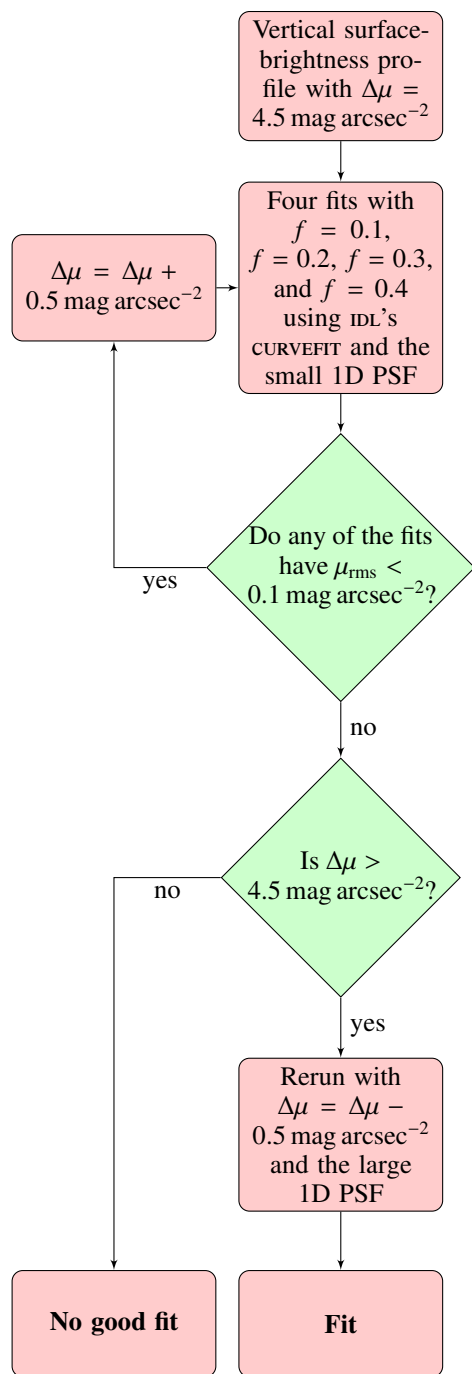 Vertical surface-
brightness pro-
file with Δμ =
4.5 mag arcsec⁻²
Four fits with
f = 0.1,
f = 0.2, f = 0.3,
and f = 0.4
using IDL's
CURVEFIT and the
small 1D PSF
Δμ = Δμ +
0.5 mag arcsec⁻²
Do any of the fits
have μrms <
0.1 mag arcsec⁻²?
yes
no
Is Δμ >
4.5 mag arcsec⁻²?
no
yes
Rerun with
Δμ = Δμ −
0.5 mag arcsec⁻²
and the large
1D PSF
No good fit
Fit